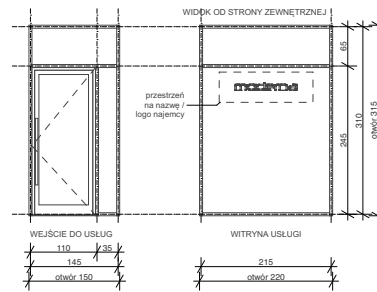 WIDOK OD STRONY ZEWNĘTRZNEJ
65
przestrzeń
na nazwę /
logo najemcy
moderna
245
310
otwór 315
WEJŚCIE DO USŁUG
WITRYNA USŁUGI
110
35
145
otwór 150
215
otwór 220